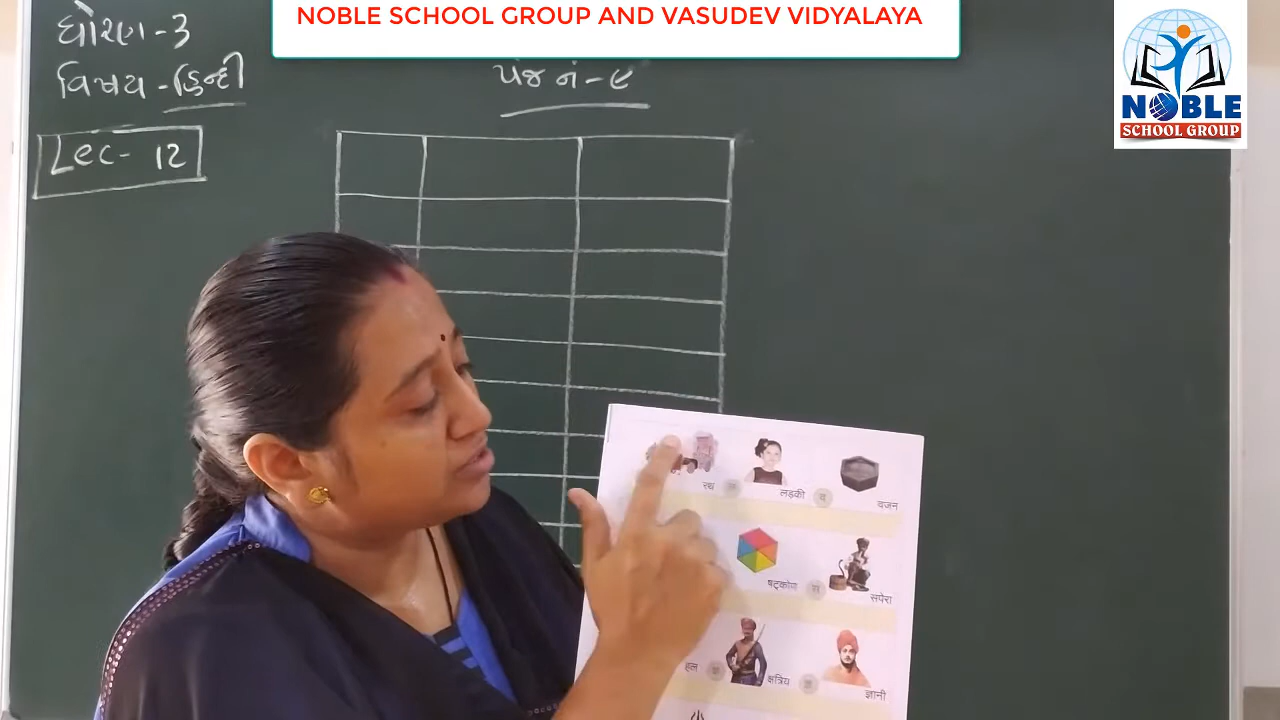 NOBLE SCHOOL GROUP AND VASUDEV VIDYALAYA
ધોરણ - ૩
વિષય - હિન્દી
પેજ નં - ૯
Lec - 12
NOBLE
SCHOOL GROUP
रथ
लड़की व
वजन
षट्कोण स
सपेरा
हल
क्षत्रिय
ज्ञानी